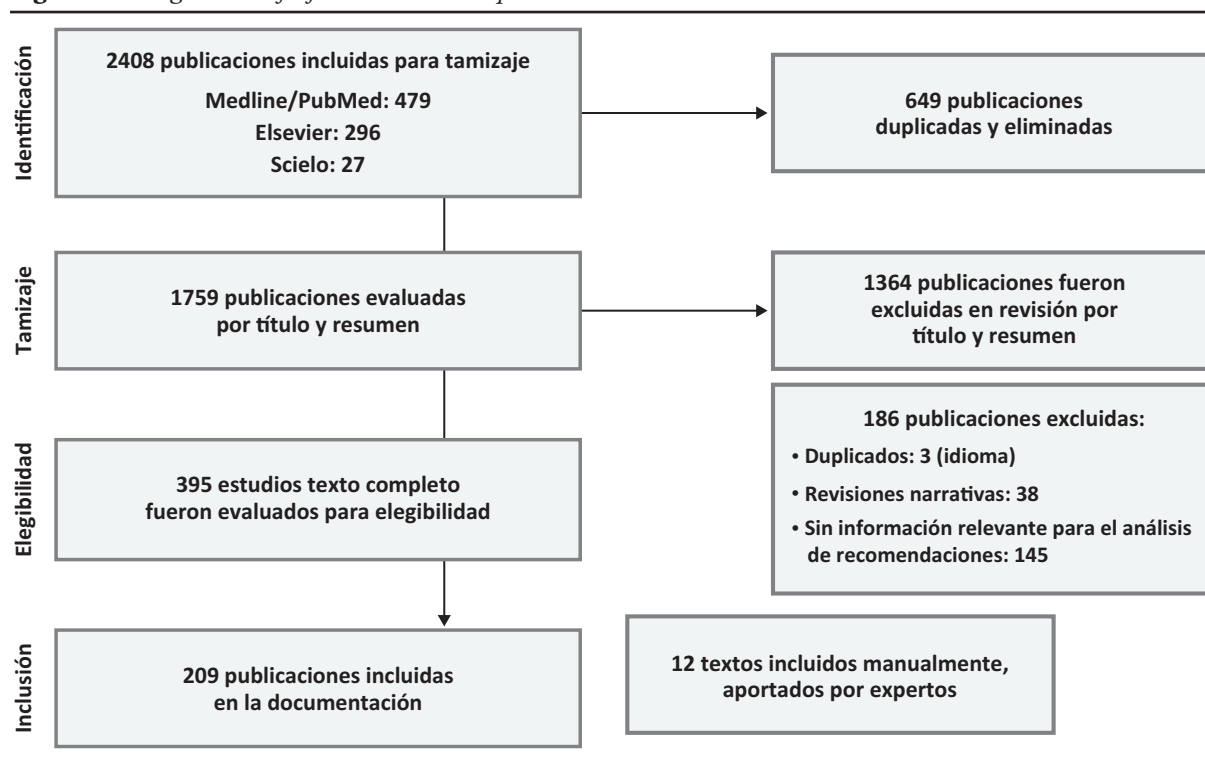 Identificación
2408 publicaciones incluidas para tamizaje
Medline/PubMed: 479
Elsevier: 296
Scielo: 27
649 publicaciones
duplicadas y eliminadas
Tamizaje
1759 publicaciones evaluadas
por título y resumen
1364 publicaciones fueron
excluidas en revisión por
título y resumen
Elegibilidad
395 estudios texto completo
fueron evaluados para elegibilidad
186 publicaciones excluidas:
• Duplicados: 3 (idioma)
• Revisiones narrativas: 38
• Sin información relevante para el análisis
de recomendaciones: 145
Inclusión
209 publicaciones incluidas
en la documentación
12 textos incluidos manualmente,
aportados por expertos